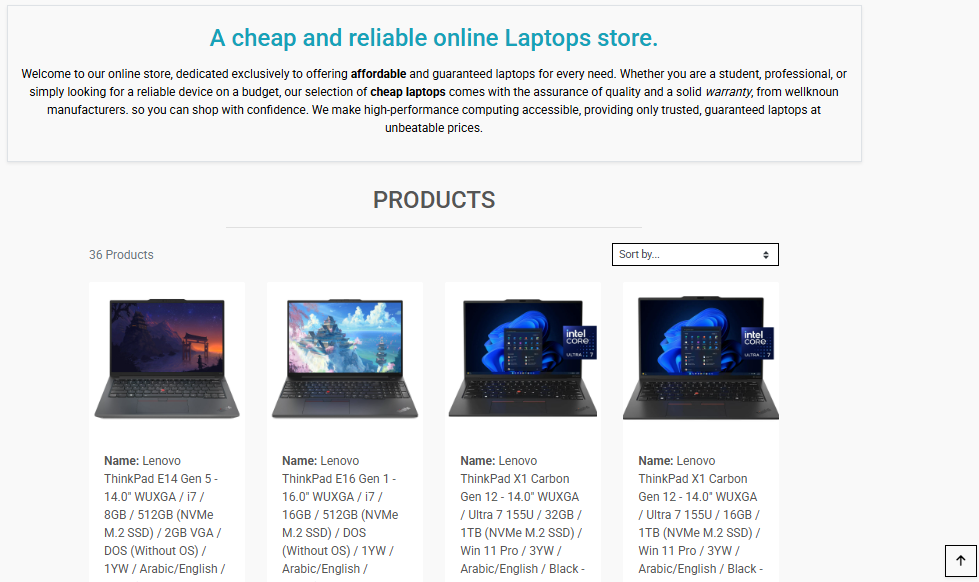 A cheap and reliable online Laptops store.
Welcome to our online store, dedicated exclusively to offering affordable and guaranteed laptops for every need. Whether you are a student, professional, or
simply looking for a reliable device on a budget, our selection of cheap laptops comes with the assurance of quality and a solid warranty, from wellknoun
manufacturers. so you can shop with confidence. We make high-performance computing accessible, providing only trusted, guaranteed laptops at
unbeatable prices.
PRODUCTS
36 Products
Sort by...
intel
CORE
ULTRA 7
intel
CORE
ULTRA 7
Name: Lenovo
ThinkPad E14 Gen 5 -
14.0" WUXGA / i7 /
8GB / 512GB (NVMe
M.2 SSD) / 2GB VGA /
DOS (Without OS) /
1YW / Arabic/English /
Name: Lenovo
ThinkPad E16 Gen 1 -
16.0" WUXGA / i7 /
16GB / 512GB (NVMe
M.2 SSD) / DOS
(Without OS) / 1YW /
Arabic/English /
Name: Lenovo
ThinkPad X1 Carbon
Gen 12 - 14.0" WUXGA
/ Ultra 7 155U / 32GB /
1TB (NVMe M.2 SSD) /
Win 11 Pro / 3YW /
Arabic/English / Black -
Name: Lenovo
ThinkPad X1 Carbon
Gen 12 - 14.0" WUXGA
/ Ultra 7 155U / 16GB /
1TB (NVMe M.2 SSD) /
Win 11 Pro / 3YW /
Arabic/English / Black -